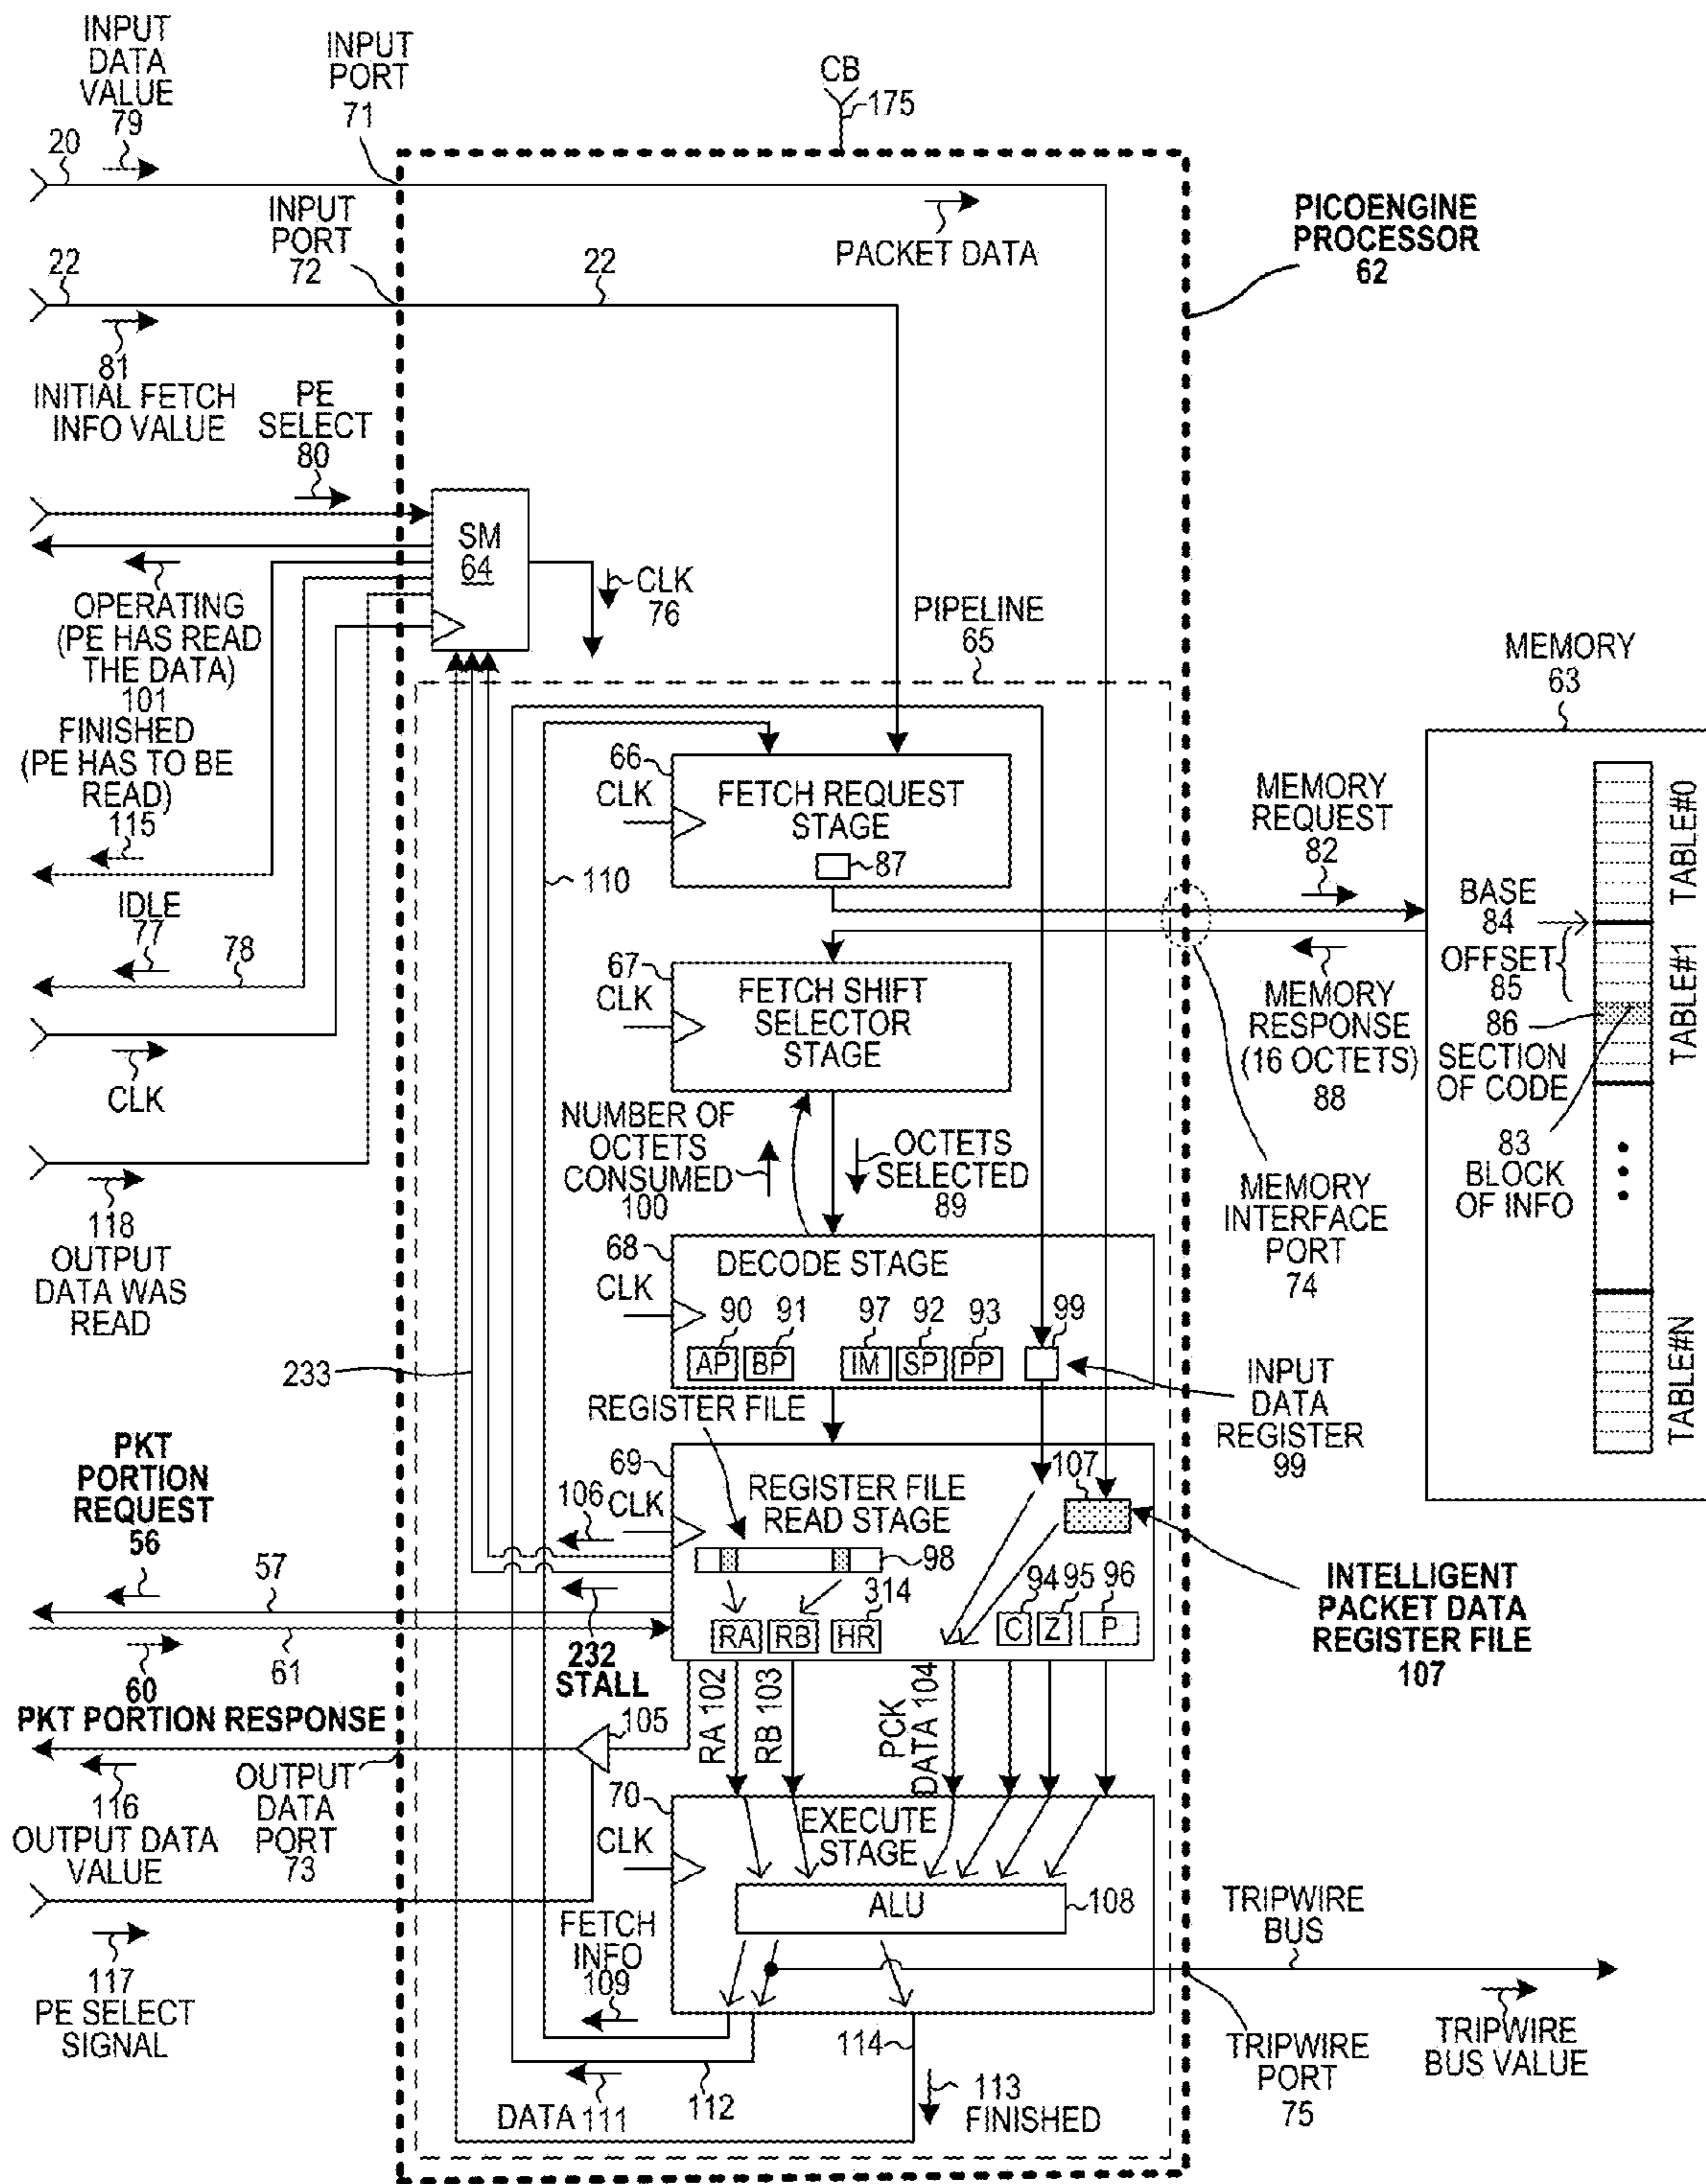 INPUT
DATA
VALUE
79
INPUT
PORT
71
CB
175
20
INPUT
PORT
72
PACKET DATA
PICOENGINE
PROCESSOR
62
22
22
81
INITIAL FETCH
INFO VALUE
PE
SELECT
80
SM
64
CLK
76
OPERATING
(PE HAS READ
THE DATA)
101
FINISHED
(PE HAS TO BE
READ)
115
IDLE
77
78
CLK
118
OUTPUT
DATA WAS
READ
PIPELINE
65
MEMORY
63
66
CLK
FETCH REQUEST
STAGE
87
110
MEMORY
REQUEST
82
BASE
84
OFFSET
85
86
SECTION
OF CODE
83
BLOCK
OF INFO
TABLE#0
TABLE#1
TABLE#N
67
CLK
FETCH SHIFT
SELECTOR
STAGE
MEMORY
RESPONSE
(16 OCTETS)
88
NUMBER OF
OCTETS
CONSUMED
100
OCTETS
SELECTED
89
MEMORY
INTERFACE
PORT
74
68
CLK
DECODE STAGE
90
91
97
92
93
99
AP
BP
IM
SP
PP
INPUT
DATA
REGISTER
99
233
REGISTER FILE
PKT
PORTION
REQUEST
56
57
69
CLK
106
REGISTER FILE
READ STAGE
107
98
314
94
95
96
RA
RB
HR
C
Z
P
INTELLIGENT
PACKET DATA
REGISTER FILE
107
60
61
PKT PORTION RESPONSE
232
STALL
105
RA 102
RB 103
PCK
DATA 104
116
OUTPUT DATA
VALUE
OUTPUT
DATA
PORT
73
70
CLK
EXECUTE
STAGE
ALU
108
117
PE SELECT
SIGNAL
FETCH
INFO
109
TRIPWIRE
BUS
TRIPWIRE
BUS VALUE
TRIPWIRE
PORT
75
114
DATA 111
112
113
FINISHED